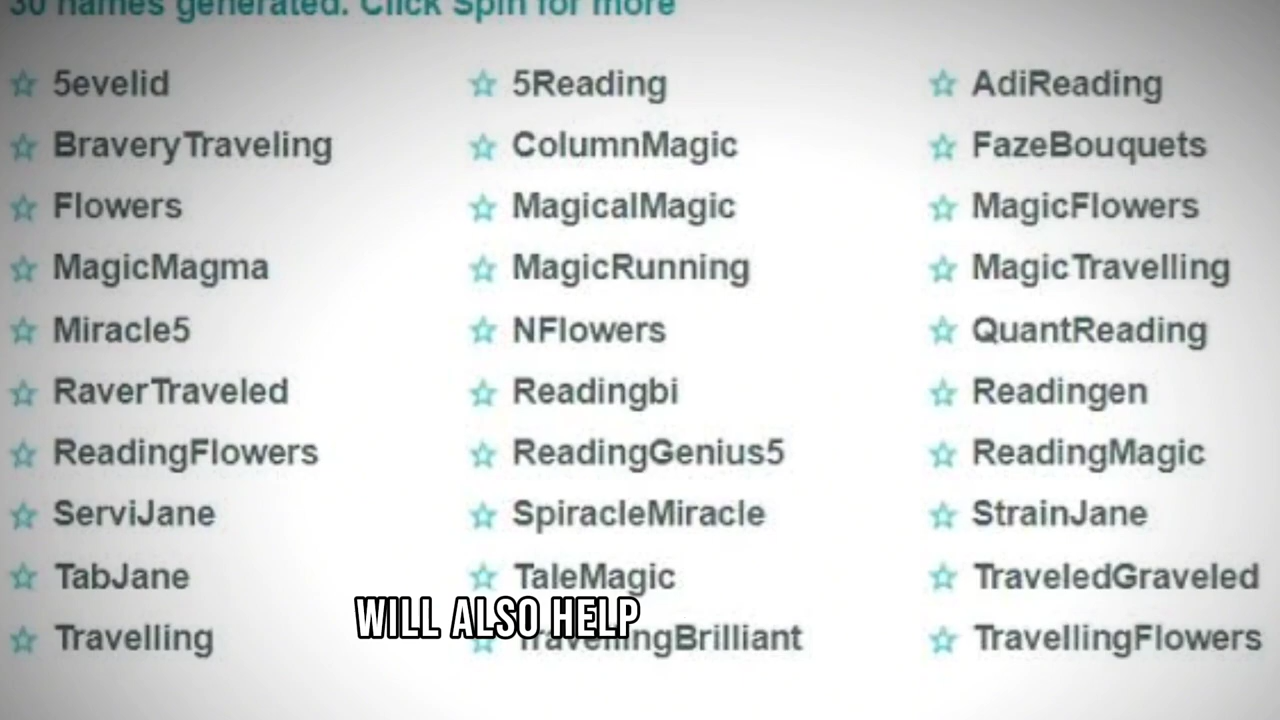 30 names generated. Click Spin for more
5evelid 5Reading AdiReading
BraveryTraveling ColumnMagic FazeBouquets
Flowers MagicalMagic MagicFlowers
MagicMagma MagicRunning MagicTravelling
Miracle5 NFlowers QuantReading
RaverTraveled Readingbi Readingen
ReadingFlowers ReadingGenius5 ReadingMagic
ServiJane SpiracleMiracle StrainJane
TabJane TaleMagic TraveledGraveled
WILL ALSO HELP
Travelling TravellingBrilliant TravellingFlowers